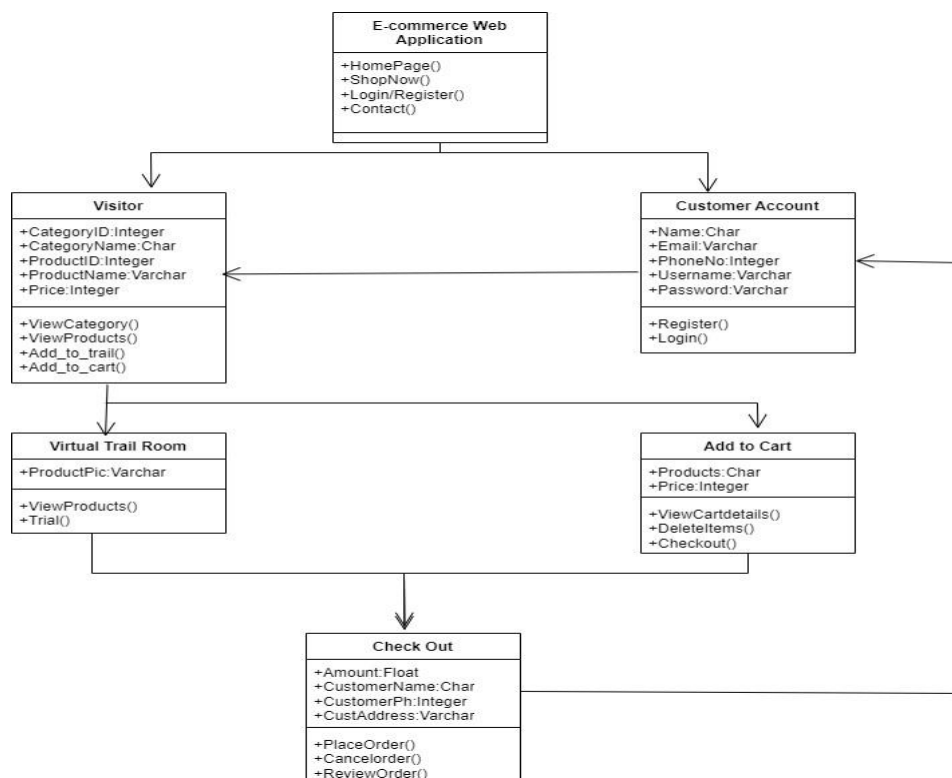 E-commerce Web
Application
+HomePage()
+ShopNow()
+Login/Register()
+Contact()
Visitor
+CategoryID:Integer
+CategoryName:Char
+ProductID:Integer
+ProductName:Varchar
+Price:Integer
+ViewCategory()
+ViewProducts()
+Add_to_trail()
+Add_to_cart()
Customer Account
+Name:Char
+Email:Varchar
+PhoneNo:Integer
+Username:Varchar
+Password:Varchar
+Register()
+Login()
Virtual Trail Room
+ProductPic:Varchar
+ViewProducts()
+Trial()
Add to Cart
+Products:Char
+Price:Integer
+ViewCartdetails()
+DeleteItems()
+Checkout()
Check Out
+Amount:Float
+CustomerName:Char
+CustomerPh:Integer
+CustAddress:Varchar
+PlaceOrder()
+Cancelorder()
+ReviewOrder()